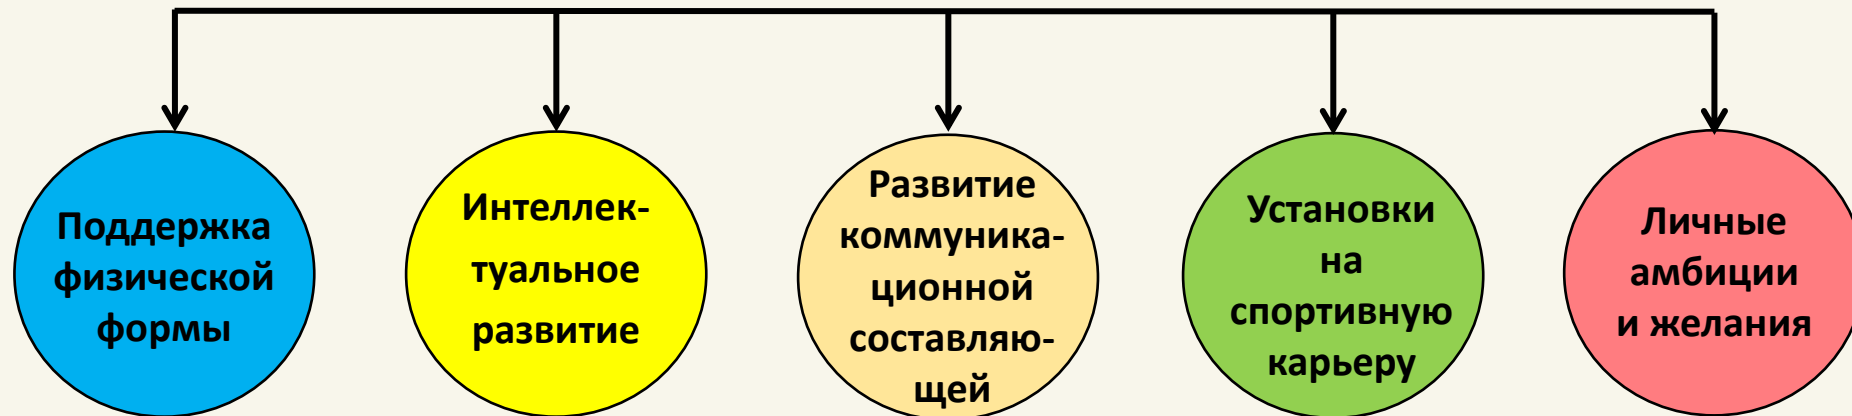 Поддержка
физической
формы
Интеллек-
туальное
развитие
Развитие
коммуника-
ционной
составляю-
щей
Установки
на
спортивную
карьеру
Личные
амбиции
и желания